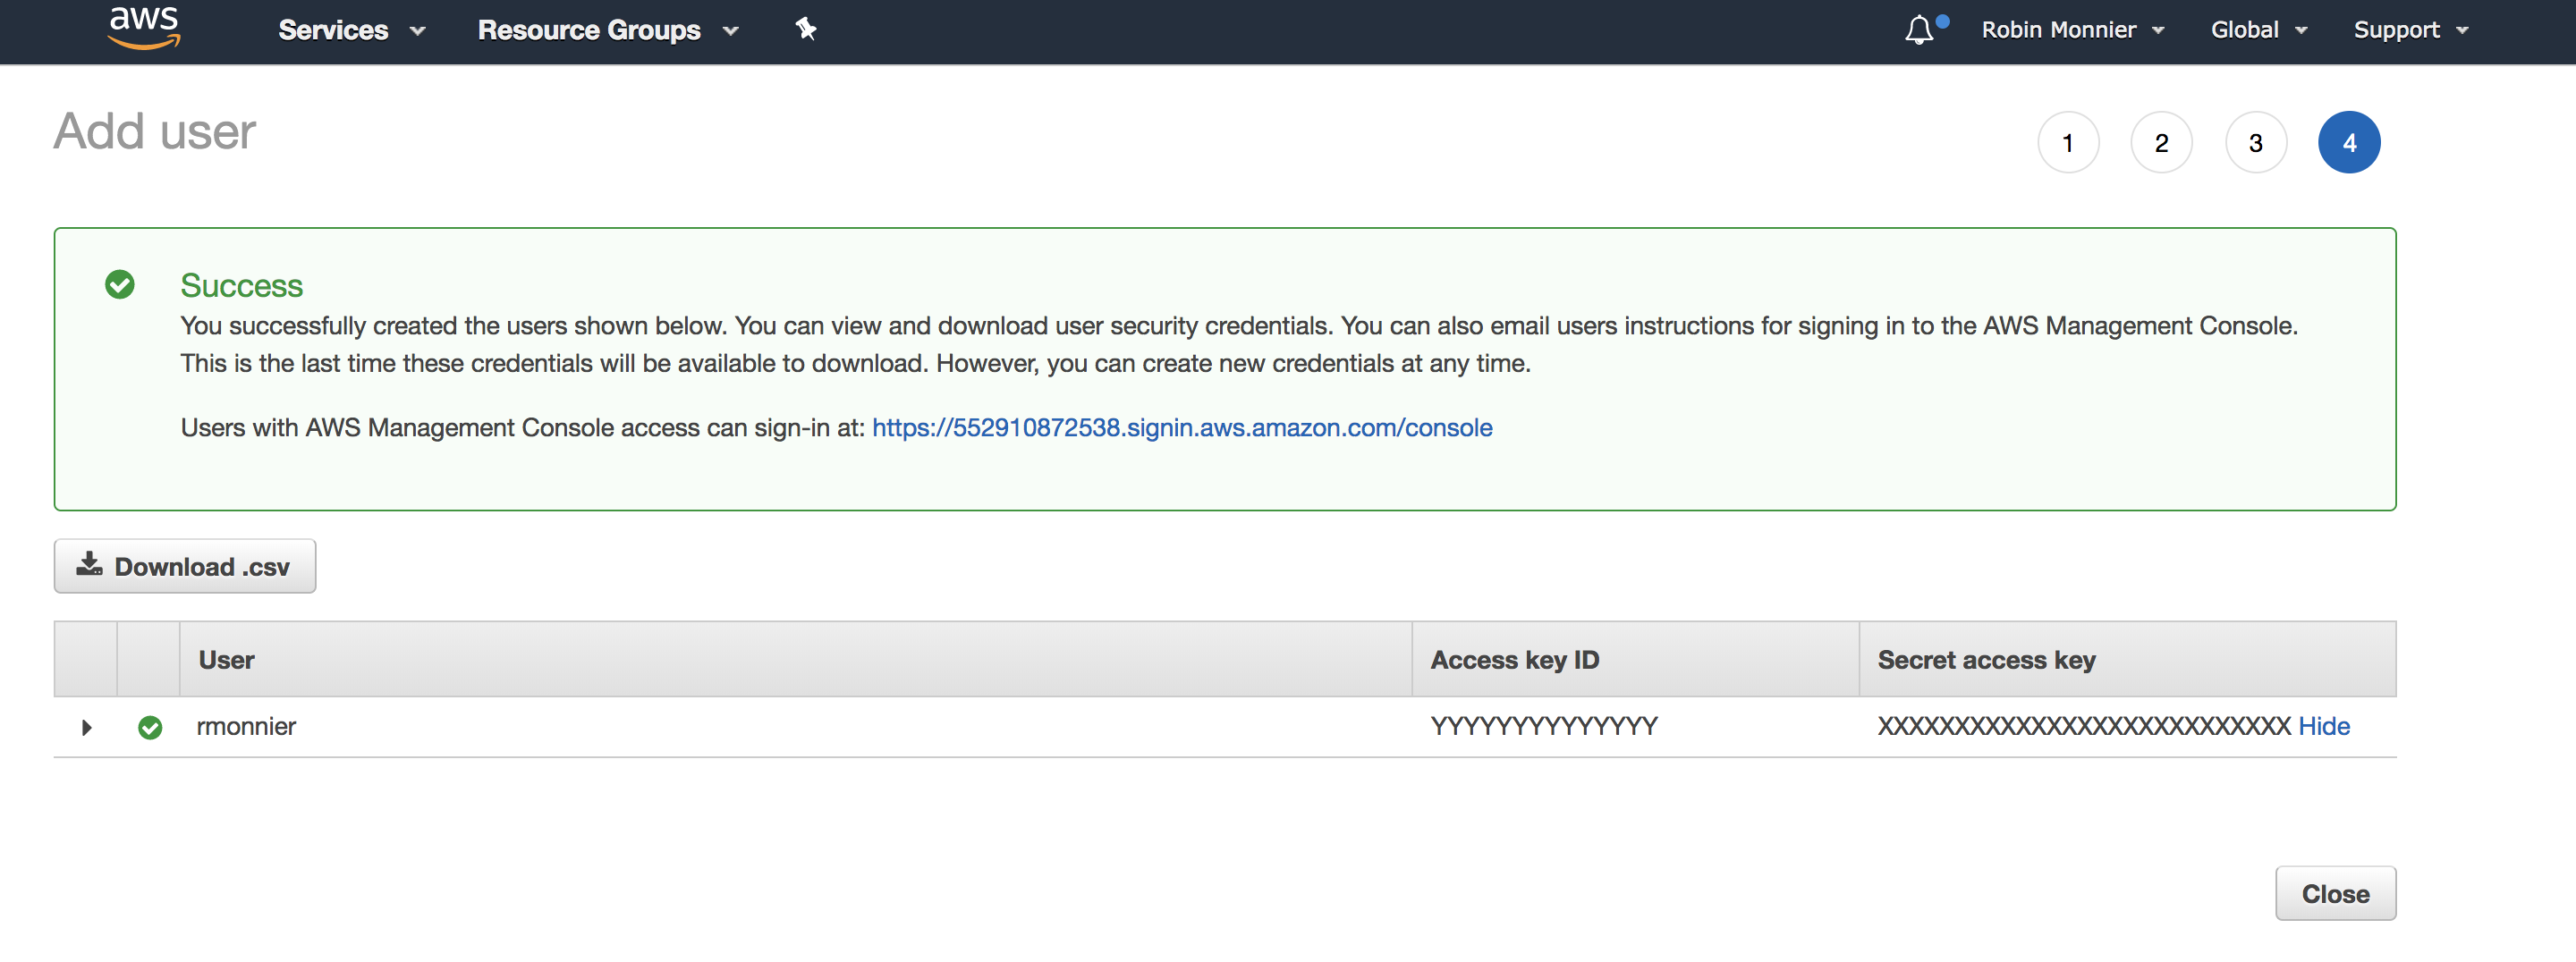 aws Services Resource Groups Robin Monnier Global Support
Add user
1 2 3 4
Success
You successfully created the users shown below. You can view and download user security credentials. You can also email users instructions for signing in to the AWS Management Console.
This is the last time these credentials will be available to download. However, you can create new credentials at any time.
Users with AWS Management Console access can sign-in at: https://552910872538.signin.aws.amazon.com/console
Download .csv
User Access key ID Secret access key
rmonnier YYYYYYYYYYYYYY XXXXXXXXXXXXXXXXXXXXXXXXXXX Hide
Close